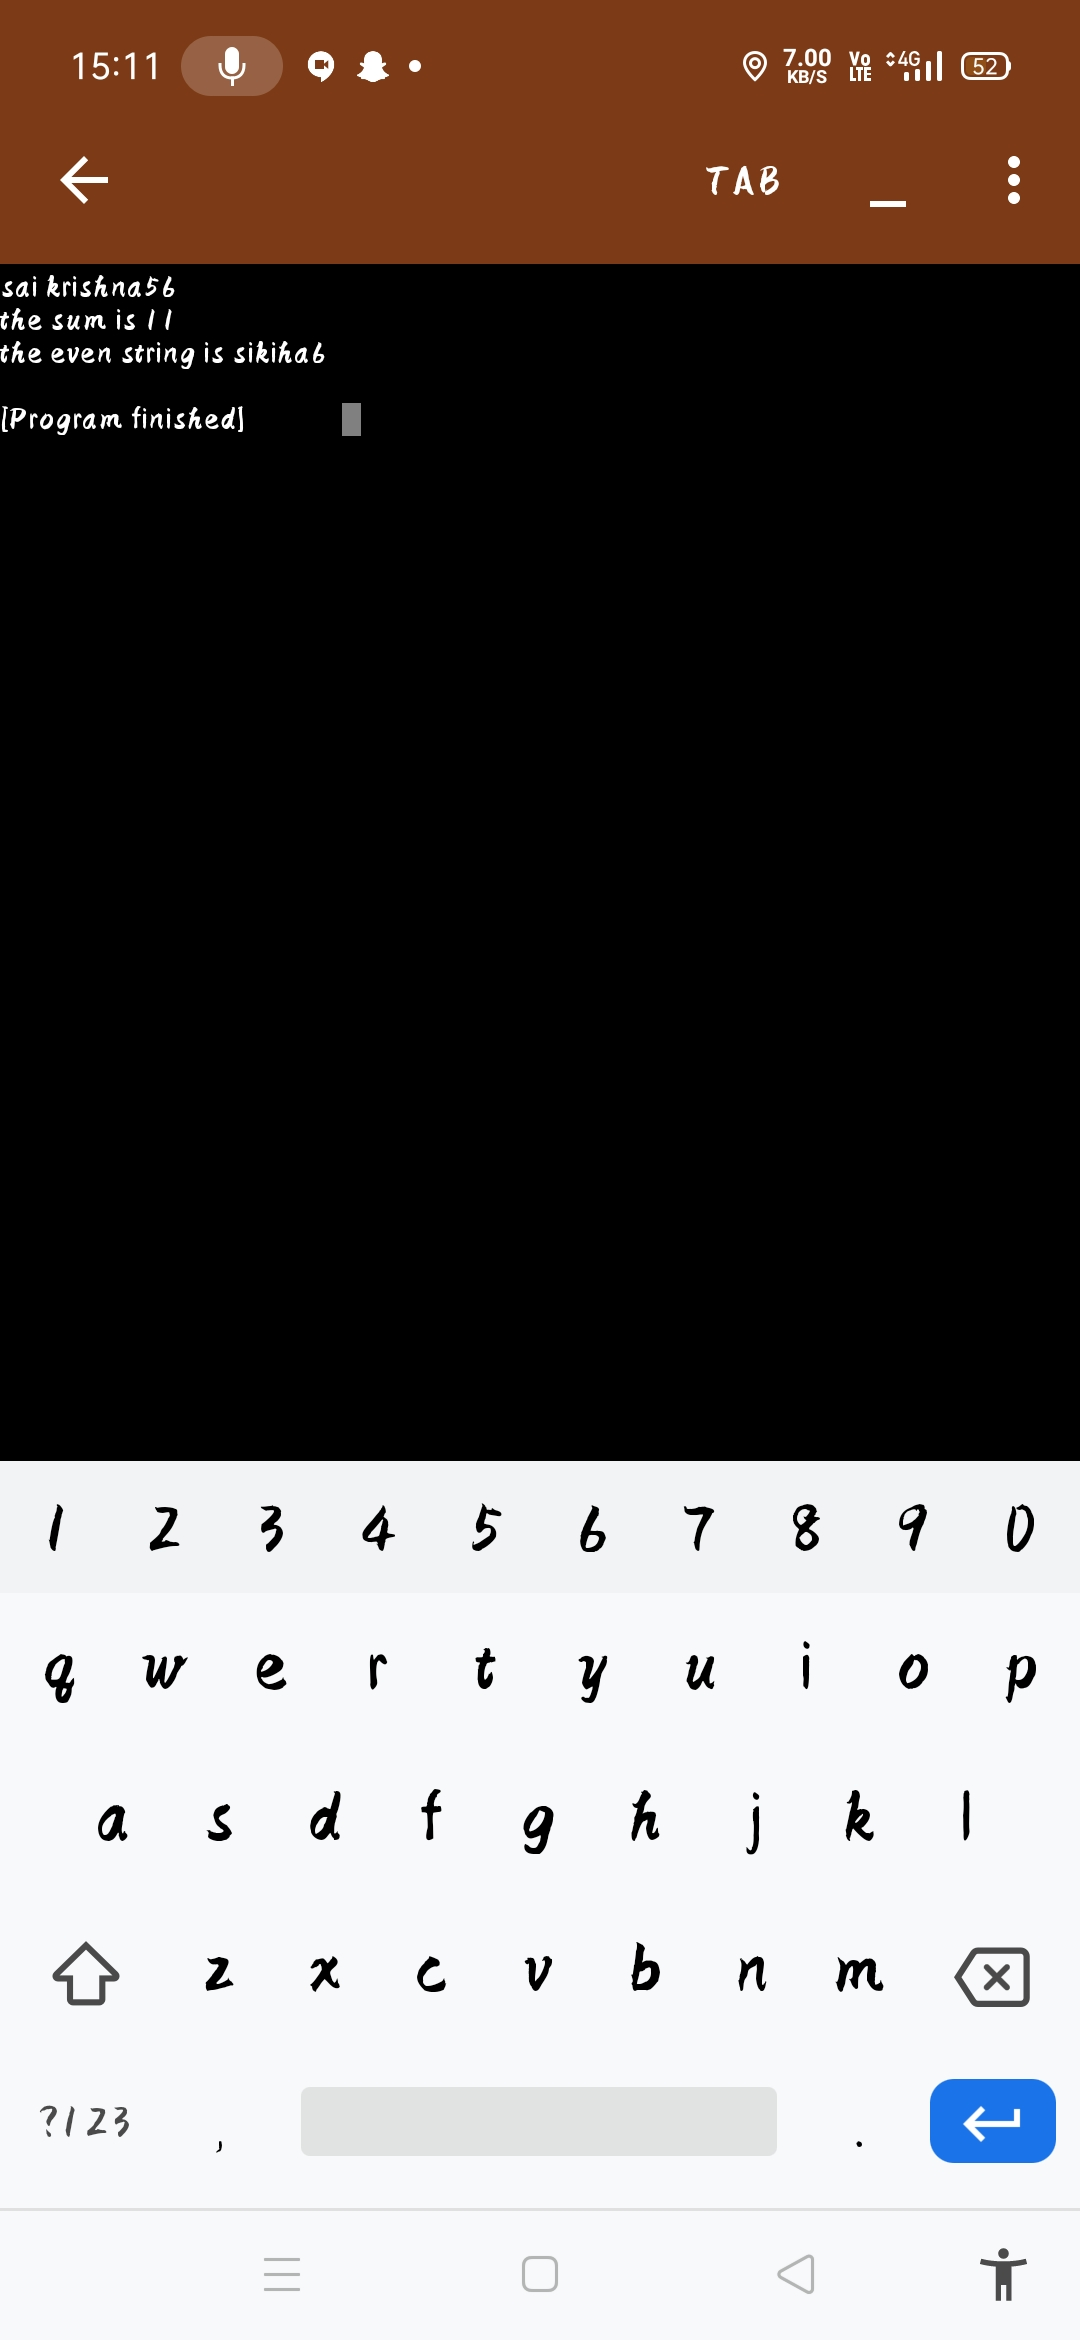 15:11 7.00 KB/S Vo LTE 4G 52
TAB _
sai krishna56
the sum is 11
the even string is sikiha6
[Program finished]
1 2 3 4 5 6 7 8 9 0
q w e r t y u i o p
a s d f g h j k l
z x c v b n m
?123 , .